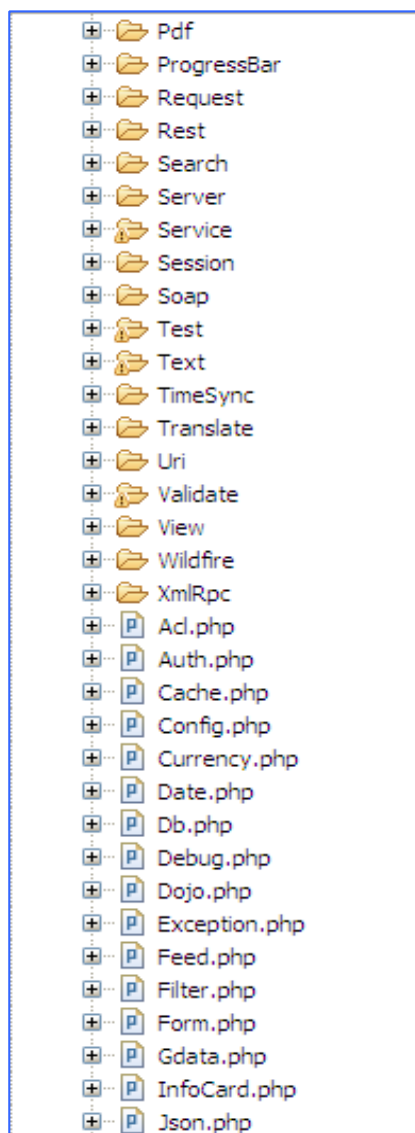 Pdf
ProgressBar
Request
Rest
Search
Server
Service
Session
Soap
Test
Text
TimeSync
Translate
Uri
Validate
View
Wildfire
XmlRpc
Acl.php
Auth.php
Cache.php
Config.php
Currency.php
Date.php
Db.php
Debug.php
Dojo.php
Exception.php
Feed.php
Filter.php
Form.php
Gdata.php
InfoCard.php
Json.php